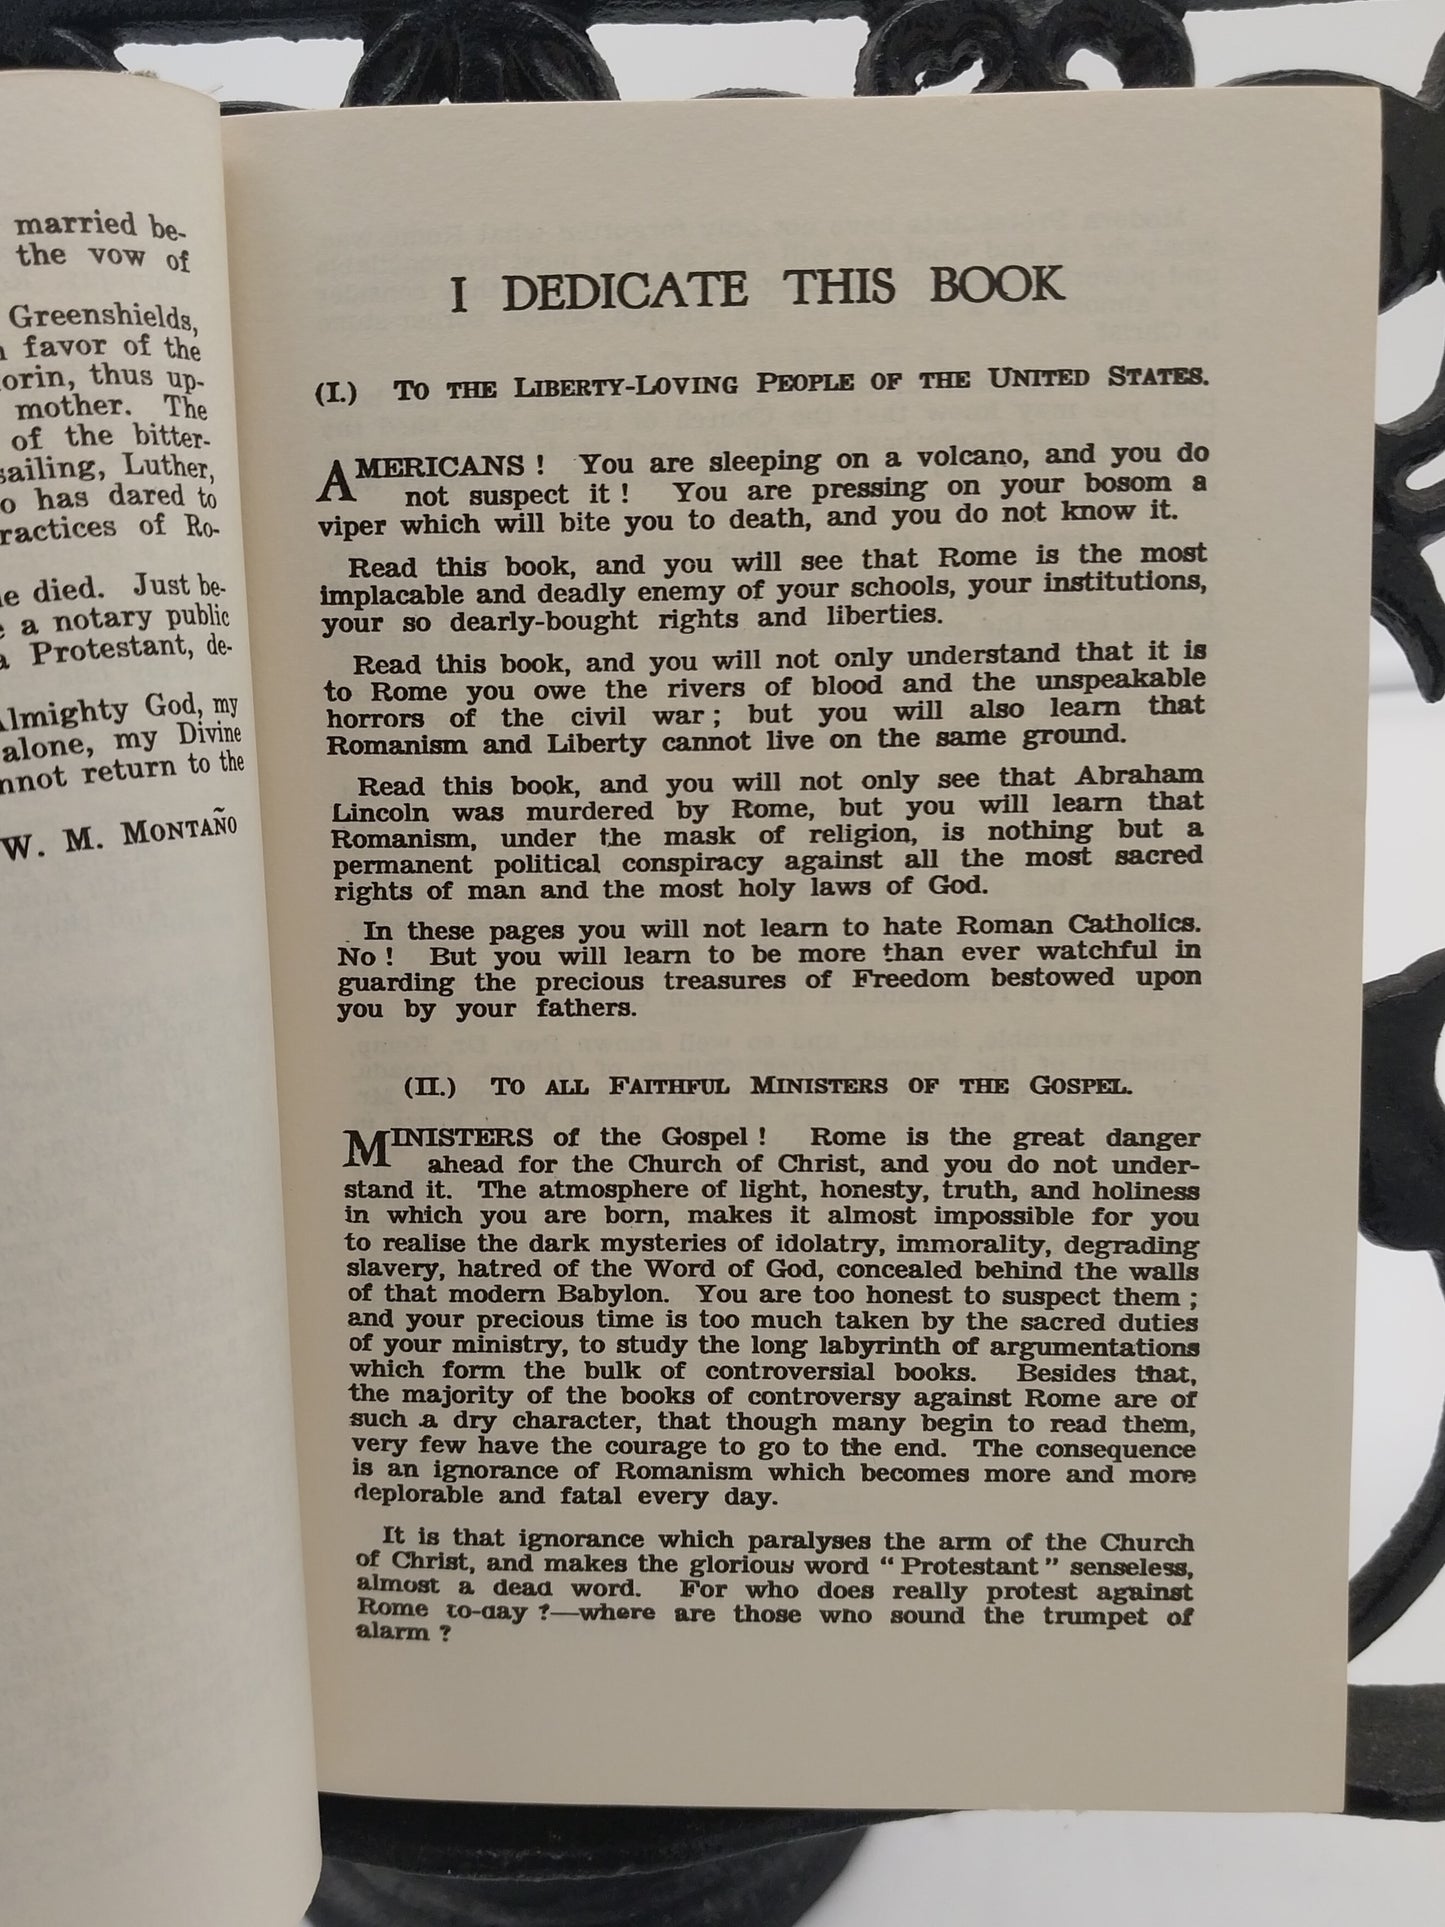 married be-
the vow of
Greenshields,
favor of the
orin, thus up-
mother. The
of the bitter-
sailing, Luther,
o has dared to
ractices of Ro-
e died. Just be-
a notary public
a Protestant, de-
Almighty God, my
alone, my Divine
nnot return to the
W. M. MONTAÑO
I DEDICATE THIS BOOK
(I.) TO THE LIBERTY-LOVING PEOPLE OF THE UNITED STATES.
AMERICANS ! You are sleeping on a volcano, and you do
not suspect it ! You are pressing on your bosom a
viper which will bite you to death, and you do not know it.
Read this book, and you will see that Rome is the most
implacable and deadly enemy of your schools, your institutions,
your so dearly-bought rights and liberties.
Read this book, and you will not only understand that it is
to Rome you owe the rivers of blood and the unspeakable
horrors of the civil war ; but you will also learn that
Romanism and Liberty cannot live on the same ground.
Read this book, and you will not only see that Abraham
Lincoln was murdered by Rome, but you will learn that
Romanism, under the mask of religion, is nothing but a
permanent political conspiracy against all the most sacred
rights of man and the most holy laws of God.
In these pages you will not learn to hate Roman Catholics.
No ! But you will learn to be more than ever watchful in
guarding the precious treasures of Freedom bestowed upon
you by your fathers.
(II.) TO ALL FAITHFUL MINISTERS OF THE GOSPEL.
MINISTERS of the Gospel ! Rome is the great danger
ahead for the Church of Christ, and you do not under-
stand it. The atmosphere of light, honesty, truth, and holiness
in which you are born, makes it almost impossible for you
to realise the dark mysteries of idolatry, immorality, degrading
slavery, hatred of the Word of God, concealed behind the walls
of that modern Babylon. You are too honest to suspect them ;
and your precious time is too much taken by the sacred duties
of your ministry, to study the long labyrinth of argumentations
which form the bulk of controversial books. Besides that,
the majority of the books of controversy against Rome are of
such a dry character, that though many begin to read them,
very few have the courage to go to the end. The consequence
is an ignorance of Romanism which becomes more and more
deplorable and fatal every day.
It is that ignorance which paralyses the arm of the Church
of Christ, and makes the glorious word " Protestant " senseless,
almost a dead word. For who does really protest against
Rome to-day ?—where are those who sound the trumpet of
alarm ?